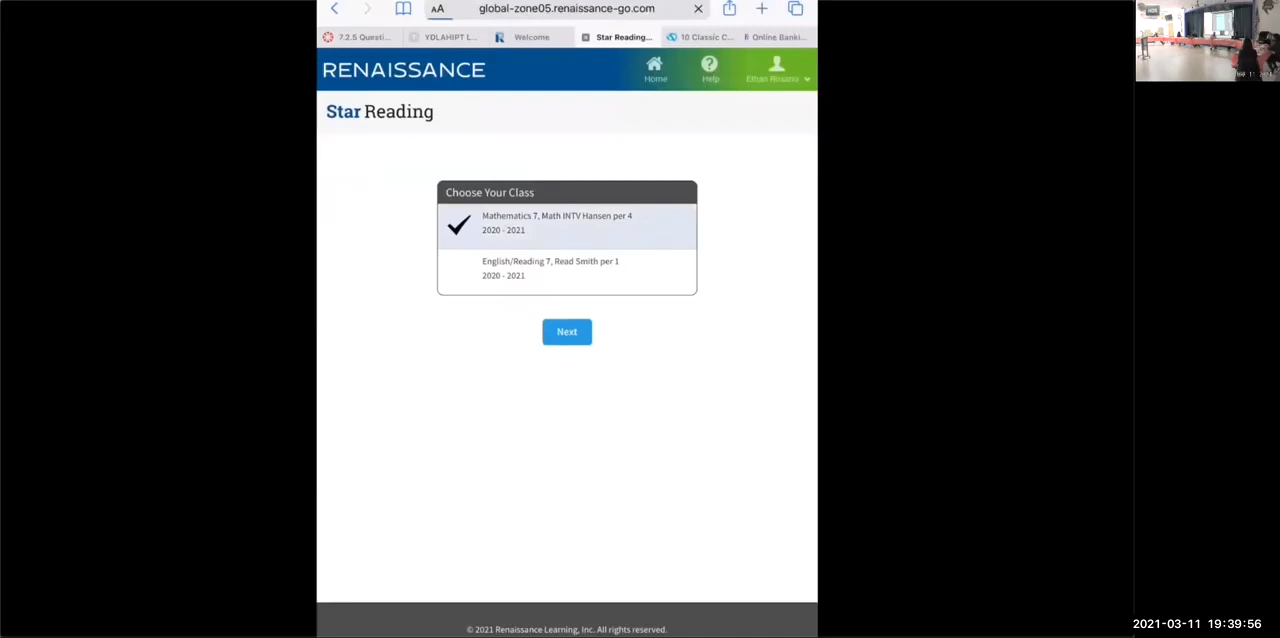 AA
global-zone05.renaissance-go.com
7.2.5 Questi...
YDLAHIPT L...
Welcome
Star Reading...
10 Classic C...
Online Banki...
RENAISSANCE
Home
Help
Ethan Rosario
Star Reading
Choose Your Class
Mathematics 7, Math INTV Hansen per 4
2020 - 2021
English/Reading 7, Read Smith per 1
2020 - 2021
Next
© 2021 Renaissance Learning, Inc. All rights reserved.
2021-03-11 19:39:56